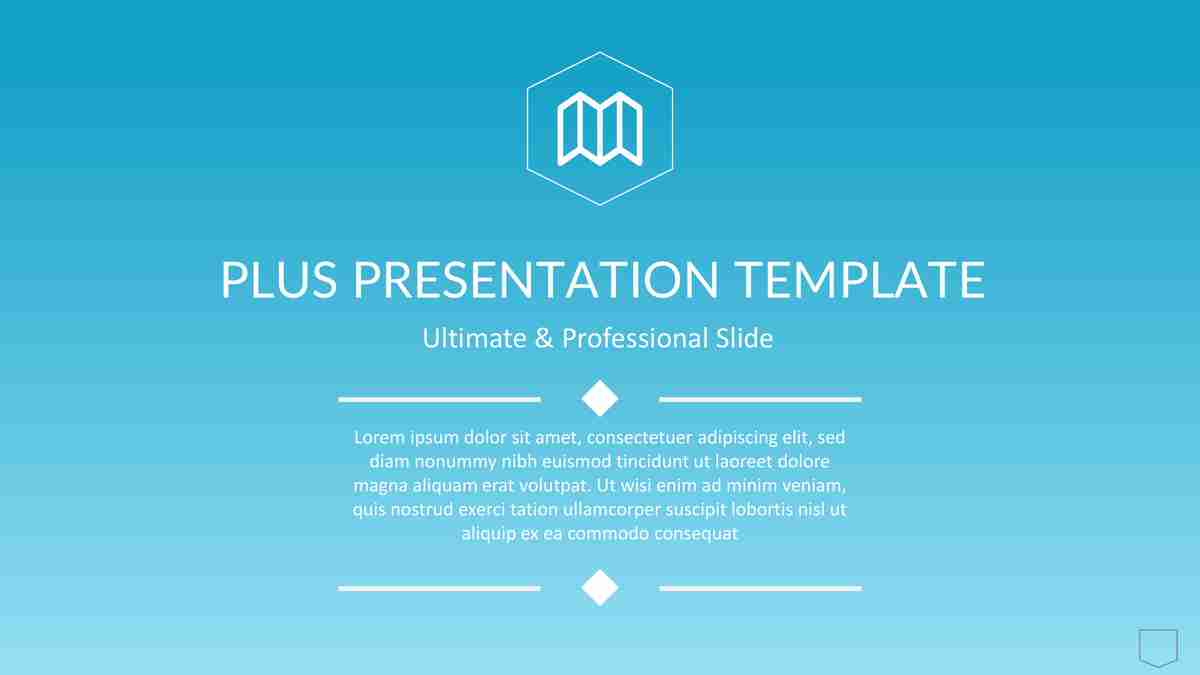 PLUS PRESENTATION TEMPLATE
Ultimate & Professional Slide
Lorem ipsum dolor sit amet, consectetuer adipiscing elit, sed
diam nonummy nibh euismod tincidunt ut laoreet dolore
magna aliquam erat volutpat. Ut wisi enim ad minim veniam,
quis nostrud exerci tation ullamcorper suscipit lobortis nisl ut
aliquip ex ea commodo consequat